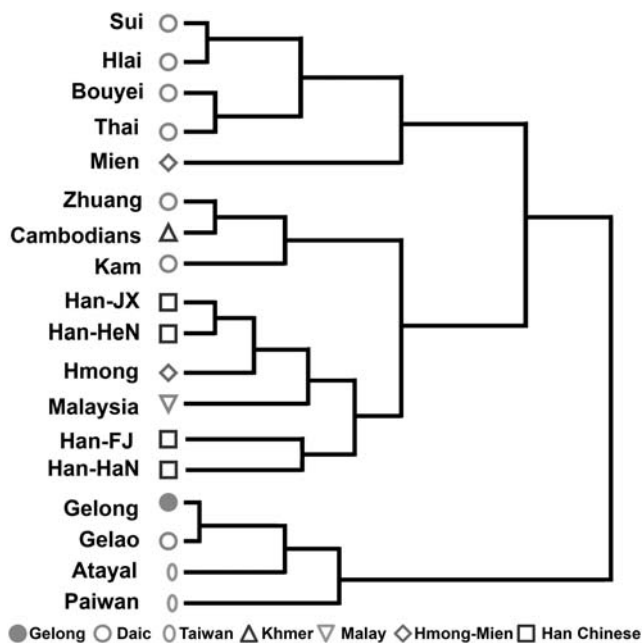 Sui
Hlai
Bouyei
Thai
Mien
Zhuang
Cambodians
Kam
Han-JX
Han-HeN
Hmong
Malaysia
Han-FJ
Han-HaN
Gelong
Gelao
Atayal
Paiwan
Gelong Daic Taiwan Khmer Malay Hmong-Mien Han Chinese